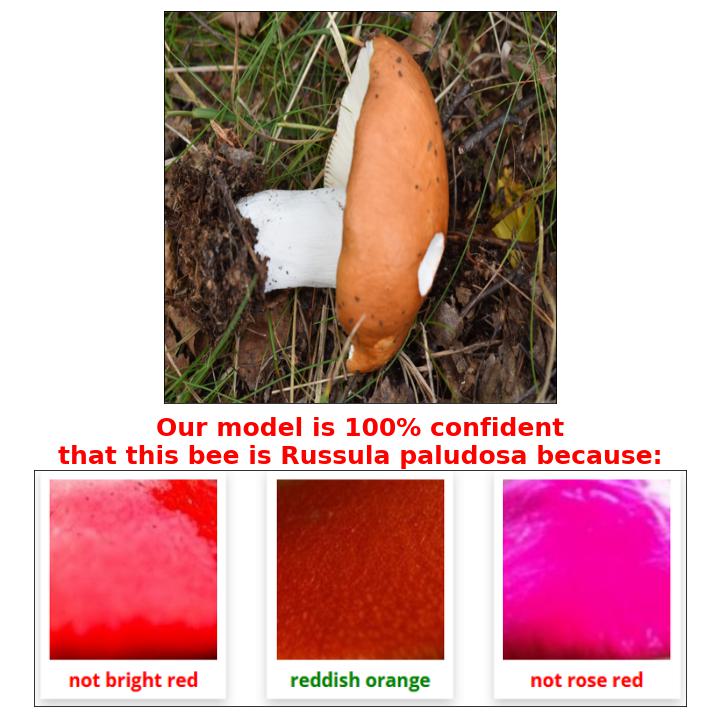 Our model is 100% confident
that this bee is Russula paludosa because:
not bright red
reddish orange
not rose red